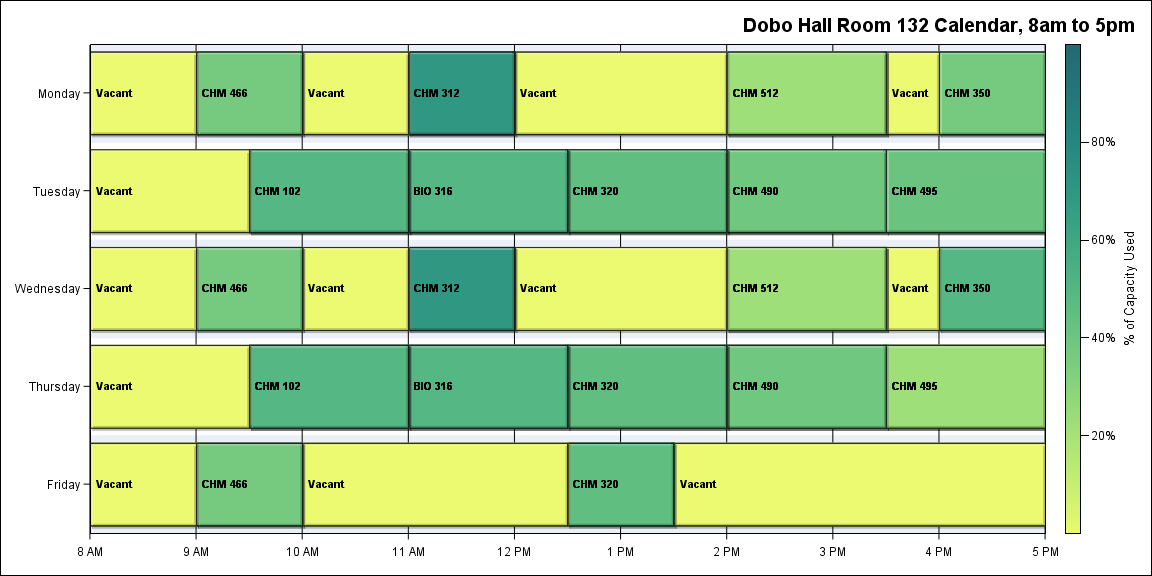 Dobo Hall Room 132 Calendar, 8am to 5pm
Monday
Vacant CHM 466 Vacant CHM 312 Vacant CHM 512 Vacant CHM 350
Tuesday
Vacant CHM 102 BIO 316 CHM 320 CHM 490 CHM 495
Wednesday
Vacant CHM 466 Vacant CHM 312 Vacant CHM 512 Vacant CHM 350
Thursday
Vacant CHM 102 BIO 316 CHM 320 CHM 490 CHM 495
Friday
Vacant CHM 466 Vacant CHM 320 Vacant
8 AM 9 AM 10 AM 11 AM 12 PM 1 PM 2 PM 3 PM 4 PM 5 PM
80%
60%
40%
20%
% of Capacity Used